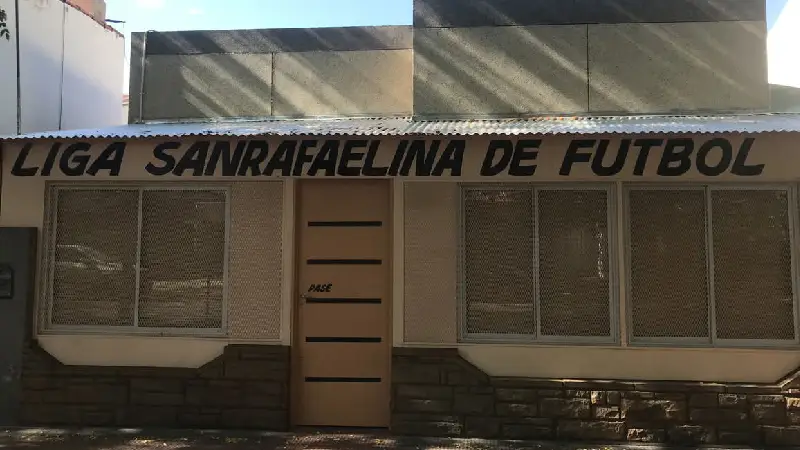 LIGA SANRAFAELINA DE FUTBOL
PASE